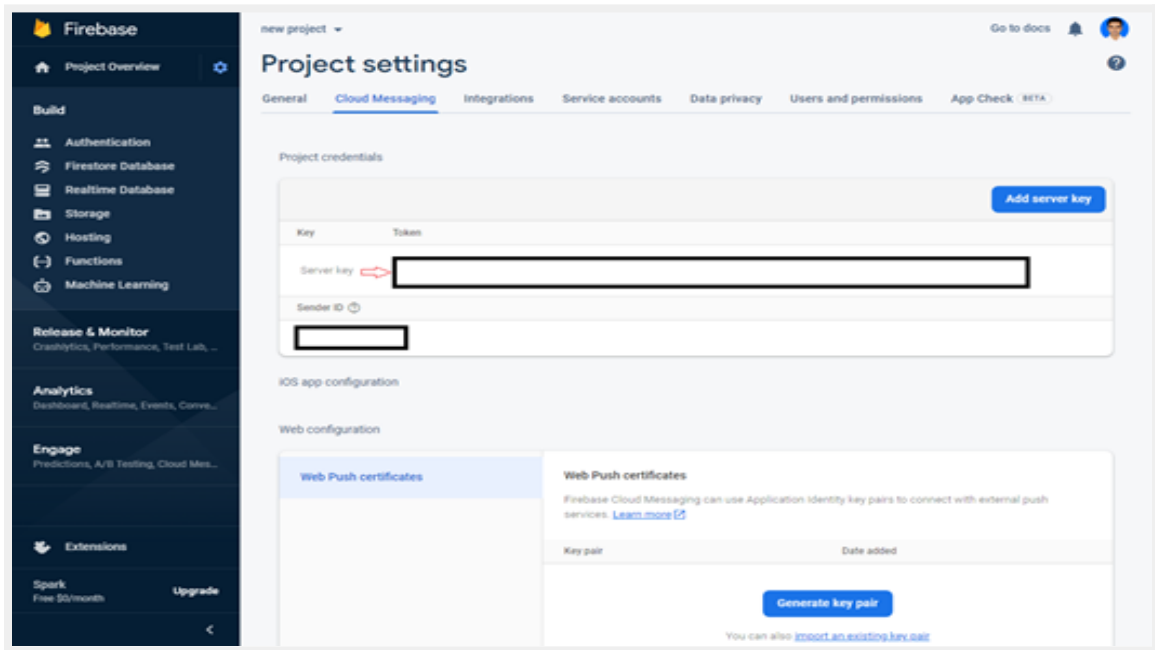 Firebase
Project Overview
Build
Authentication
Firestore Database
Realtime Database
Storage
Hosting
Functions
Machine Learning
Release & Monitor
Crashlytics, Performance, Test Lab, ...
Analytics
Dashboard, Realtime, Events, Conve...
Engage
Predictions, A/B Testing, Cloud Mes...
Extensions
Spark
Free $0/month
Upgrade
new project
Go to docs
Project settings
General Cloud Messaging Integrations Service accounts Data privacy Users and permissions App Check BETA
Project credentials
Add server key
Key Token
Server key
Sender ID
iOS app configuration
Web configuration
Web Push certificates
Web Push certificates
Firebase Cloud Messaging can use Application Identity key pairs to connect with external push
services. Learn more
Key pair Date added
Generate key pair
You can also import an existing key pair